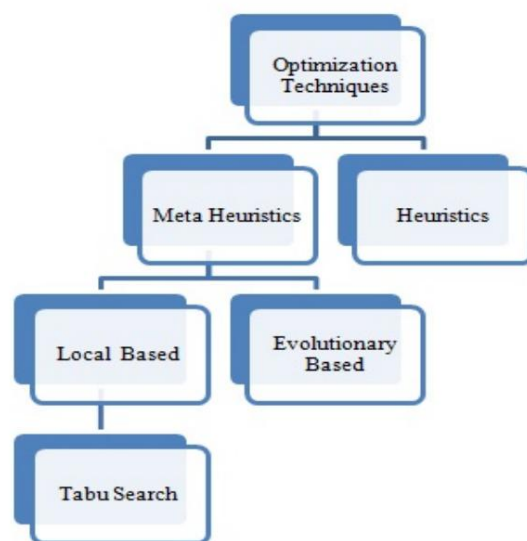 Optimization
Techniques
Meta Heuristics
Heuristics
Local Based
Evolutionary
Based
Tabu Search